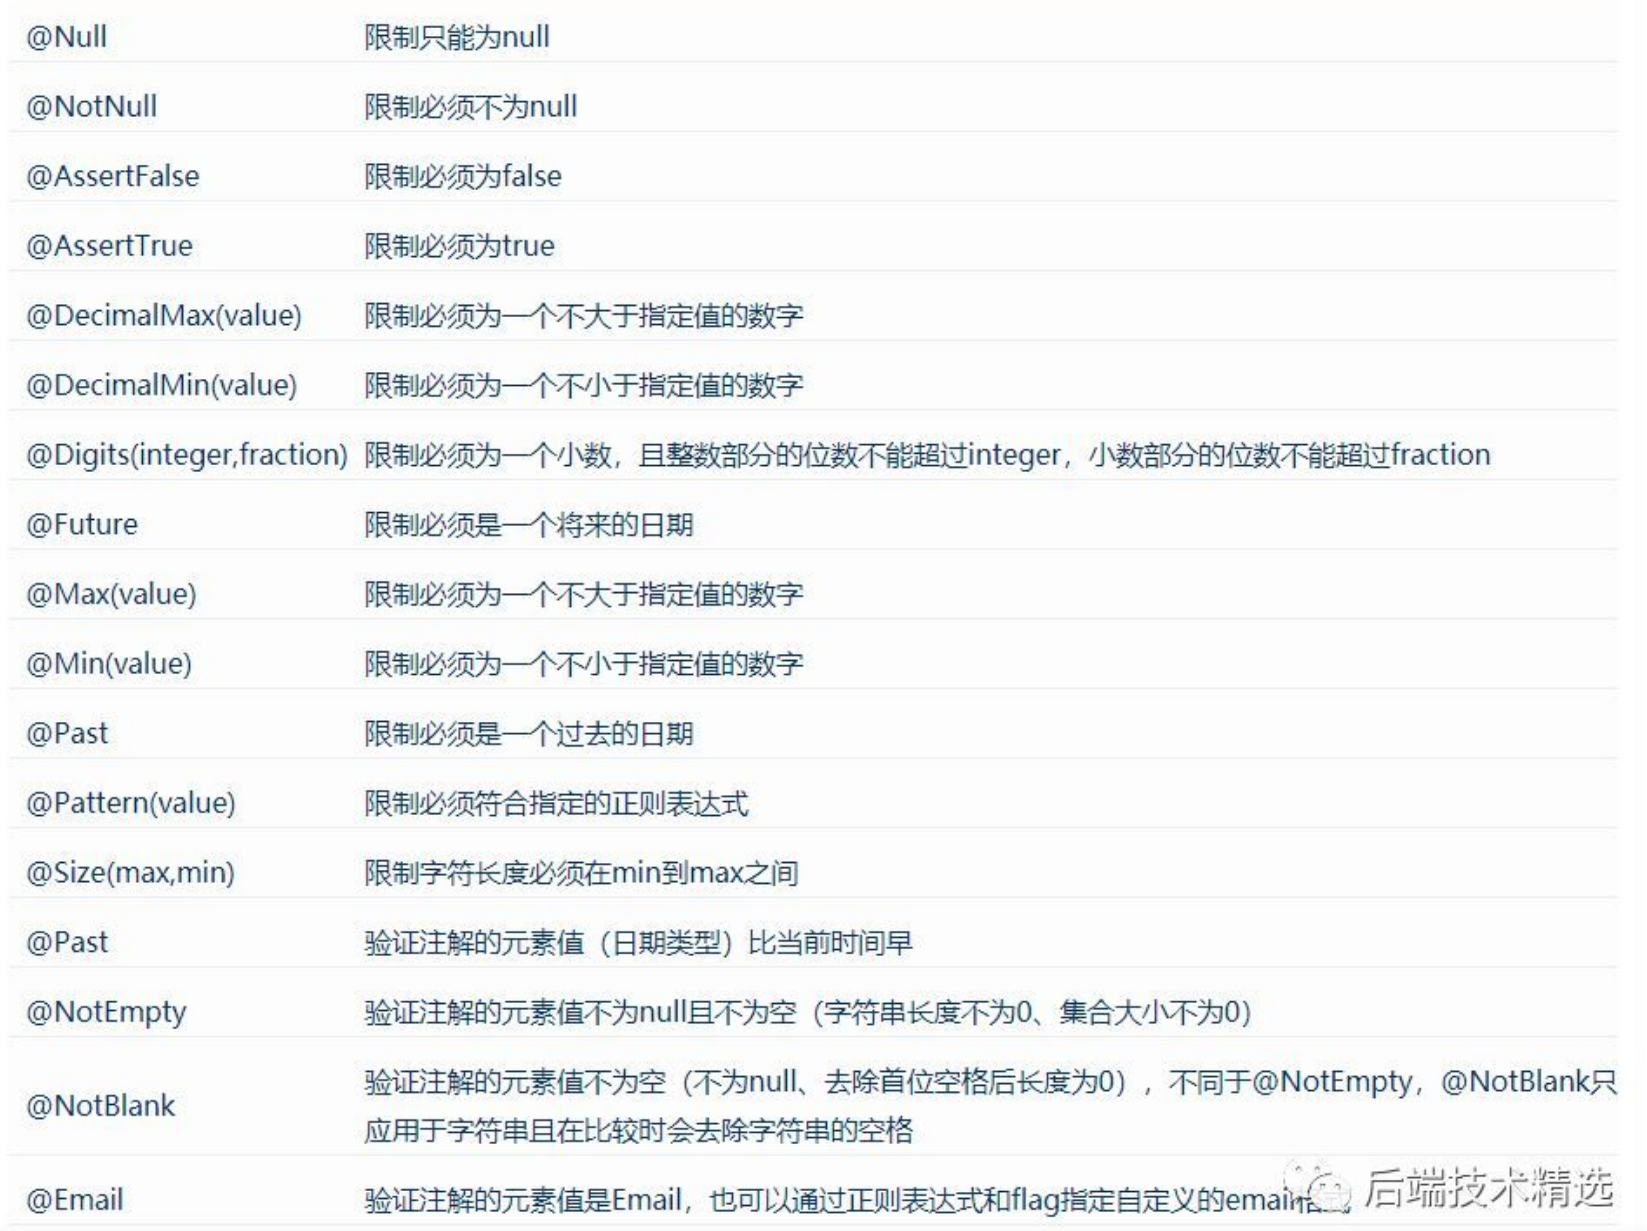 @Null 限制只能为null
@NotNull 限制必须不为null
@AssertFalse 限制必须为false
@AssertTrue 限制必须为true
@DecimalMax(value) 限制必须为一个不大于指定值的数字
@DecimalMin(value) 限制必须为一个不小于指定值的数字
@Digits(integer,fraction) 限制必须为一个小数，且整数部分的位数不能超过integer，小数部分的位数不能超过fraction
@Future 限制必须是一个将来的日期
@Max(value) 限制必须为一个不大于指定值的数字
@Min(value) 限制必须为一个不小于指定值的数字
@Past 限制必须是一个过去的日期
@Pattern(value) 限制必须符合指定的正则表达式
@Size(max,min) 限制字符长度必须在min到max之间
@Past 验证注解的元素值（日期类型）比当前时间早
@NotEmpty 验证注解的元素值不为null且不为空（字符串长度不为0、集合大小不为0）
@NotBlank 验证注解的元素值不为空（不为null、去除首位空格后长度为0），不同于@NotEmpty，@NotBlank只
应用于字符串且在比较时会去除字符串的空格
@Email 验证注解的元素值是Email，也可以通过正则表达式和flag指定自定义的email
后端技术精选